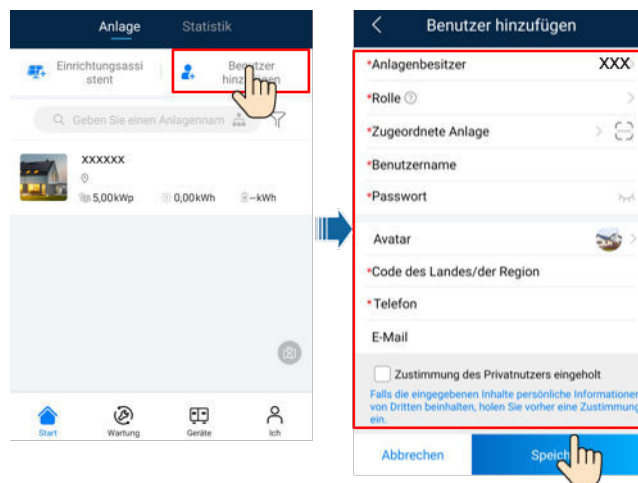 Anlage Statistik
Einrichtungsassi
stent
Benutzer
hinzufügen
Geben Sie einen Anlagennam
XXXXXX
5,00kWp 0,00kWh --kWh
Start Wartung Geräte Ich
Benutzer hinzufügen
*Anlagenbesitzer XXX
*Rolle
*Zugeordnete Anlage
*Benutzername
*Passwort
Avatar
*Code des Landes/der Region
*Telefon
E-Mail
Zustimmung des Privatnutzers eingeholt
Falls die eingegebenen Inhalte persönliche Informationen
von Dritten beinhalten, holen Sie vorher eine Zustimmung
ein.
Abbrechen Speich